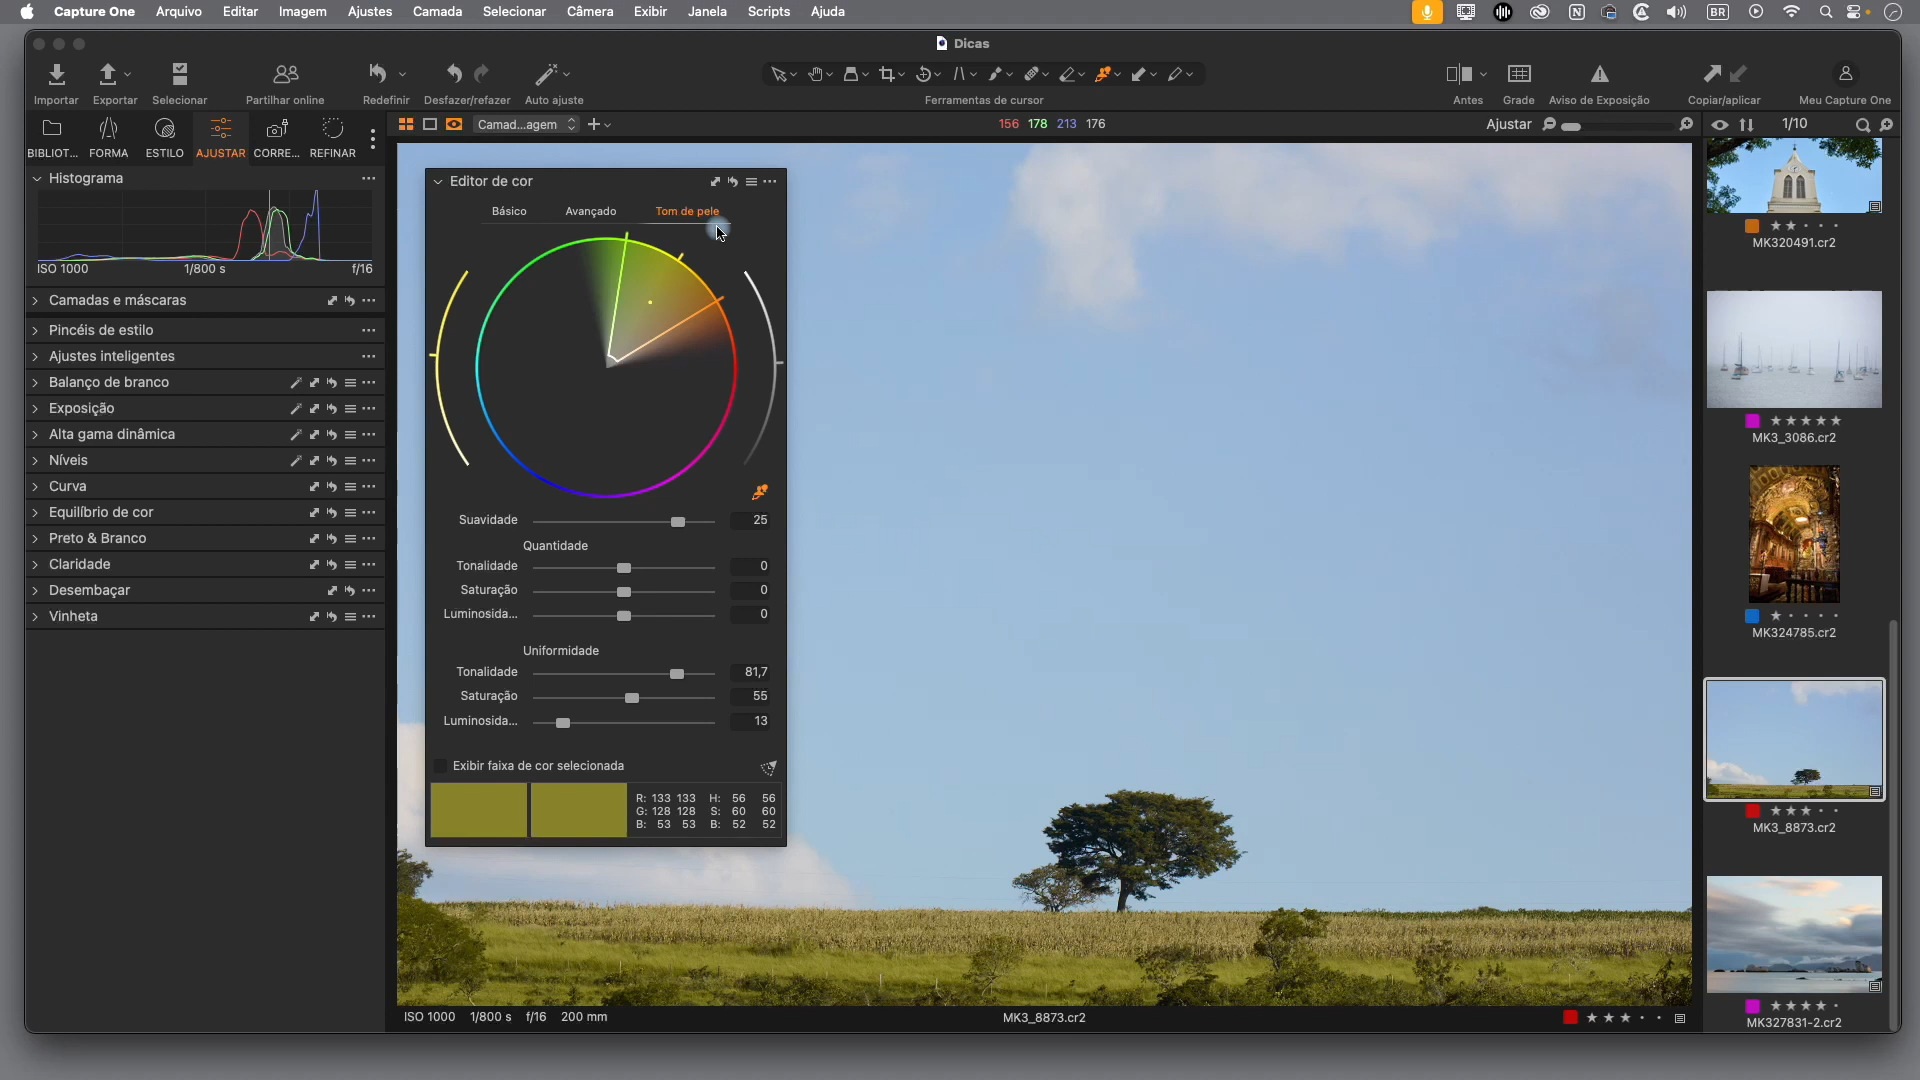 Capture One Arquivo Editar Imagem Ajustes Camada Selecionar Câmera Exibir Janela Scripts Ajuda BR
Dicas
Importar Exportar Selecionar Partilhar online Redefinir Desfazer/refazer Auto ajuste Ferramentas de cursor Antes Grade Aviso de Exposição Copiar/aplicar Meu Capture One
BIBLIOT... FORMA ESTILO AJUSTAR CORRE... REFINAR
Camad...agem
156 178 213 176
Ajustar
1/10
Histograma
ISO 1000 1/800 s f/16
Camadas e máscaras
Pincéis de estilo
Ajustes inteligentes
Balanço de branco
Exposição
Alta gama dinâmica
Níveis
Curva
Equilíbrio de cor
Preto & Branco
Claridade
Desembaçar
Vinheta
Editor de cor
Básico Avançado Tom de pele
Suavidade 25
Quantidade
Tonalidade 0
Saturação 0
Luminosida... 0
Uniformidade
Tonalidade 81,7
Saturação 55
Luminosida... 13
Exibir faixa de cor selecionada
R: 133 133 H: 56 56
G: 128 128 S: 60 60
B: 53 53 B: 52 52
ISO 1000 1/800 s f/16 200 mm
MK3_8873.cr2
MK320491.cr2
MK3_3086.cr2
MK324785.cr2
MK3_8873.cr2
MK327831-2.cr2